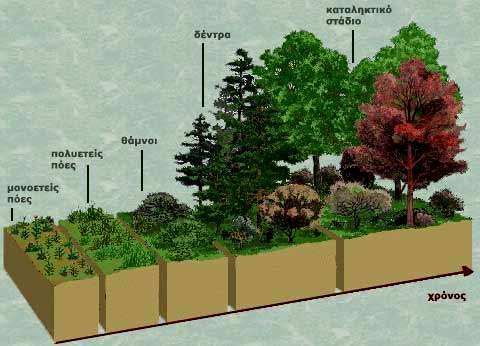 μονοετείς
πόες
πολυετείς
πόες
θάμνοι
δέντρα
καταληκτικό
στάδιο
χρόνος